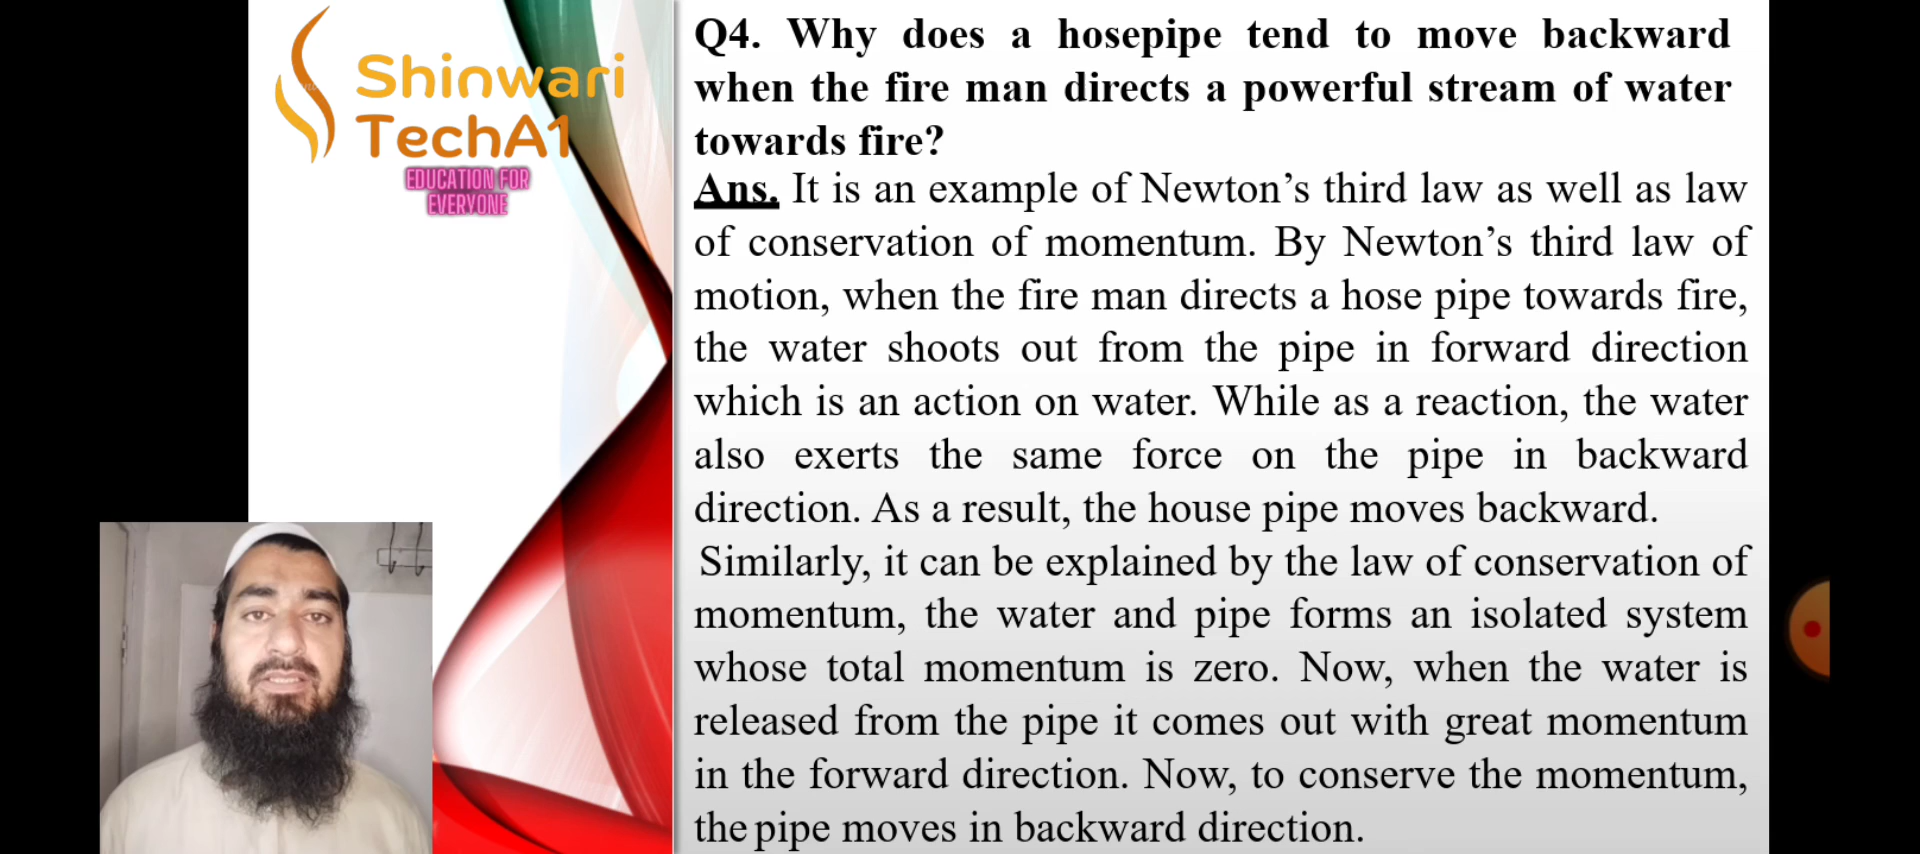 Shinwari
TechA1
EDUCATION FOR
EVERYONE
Q4. Why does a hosepipe tend to move backward
when the fire man directs a powerful stream of water
towards fire?
Ans. It is an example of Newton’s third law as well as law
of conservation of momentum. By Newton’s third law of
motion, when the fire man directs a hose pipe towards fire,
the water shoots out from the pipe in forward direction
which is an action on water. While as a reaction, the water
also exerts the same force on the pipe in backward
direction. As a result, the house pipe moves backward.
Similarly, it can be explained by the law of conservation of
momentum, the water and pipe forms an isolated system
whose total momentum is zero. Now, when the water is
released from the pipe it comes out with great momentum
in the forward direction. Now, to conserve the momentum,
the pipe moves in backward direction.